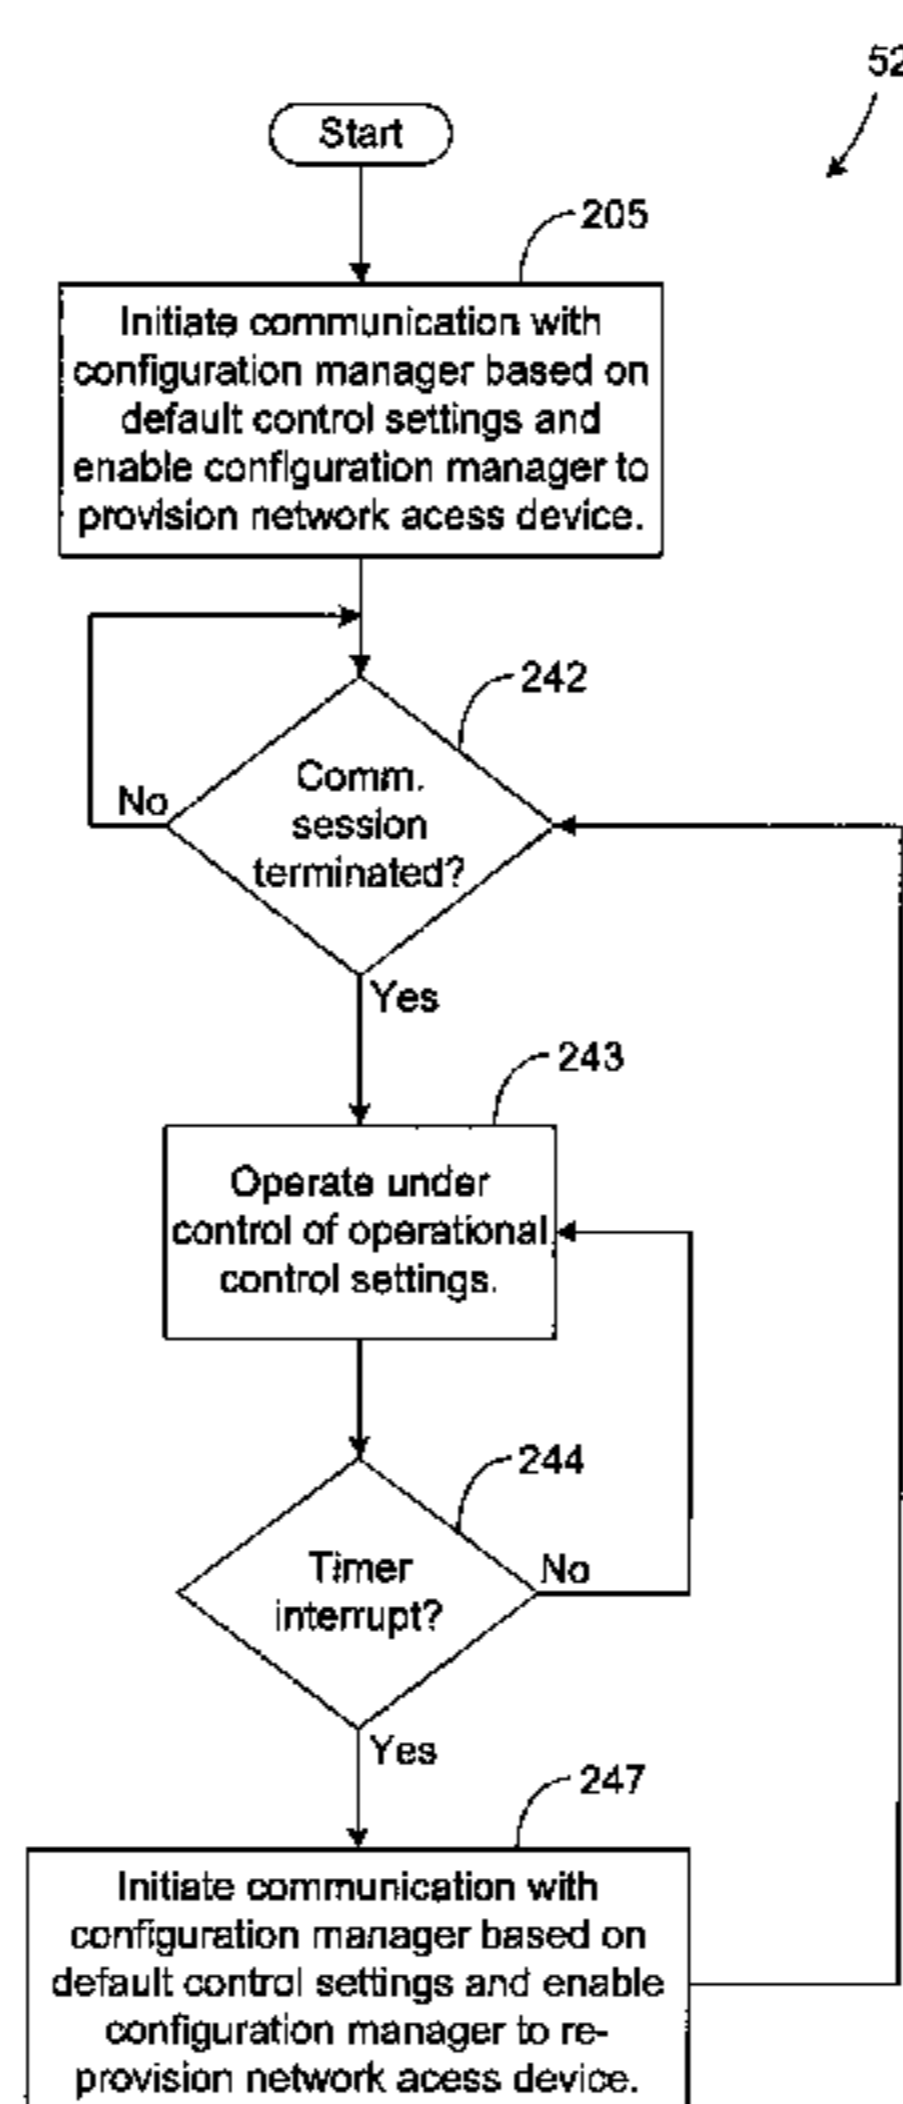 52
Start
205
Initiate communication with
configuration manager based on
default control settings and
enable configuration manager to
provision network acess device.
242
Comm.
session
terminated?
No
Yes
243
Operate under
control of operational
control settings.
244
Timer
interrupt?
No
Yes
247
Initiate communication with
configuration manager based on
default control settings and enable
configuration manager to re-
provision network acess device.